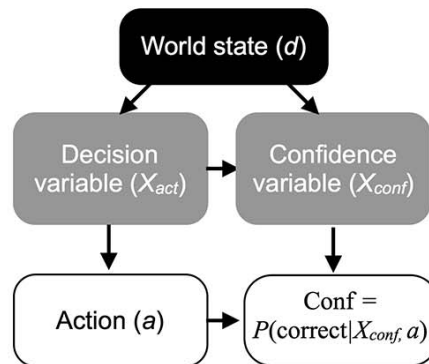 World state (d)
Decision
variable (Xact)
Confidence
variable (Xconf)
Action (a)
Conf =
P(correct|Xconf, a)